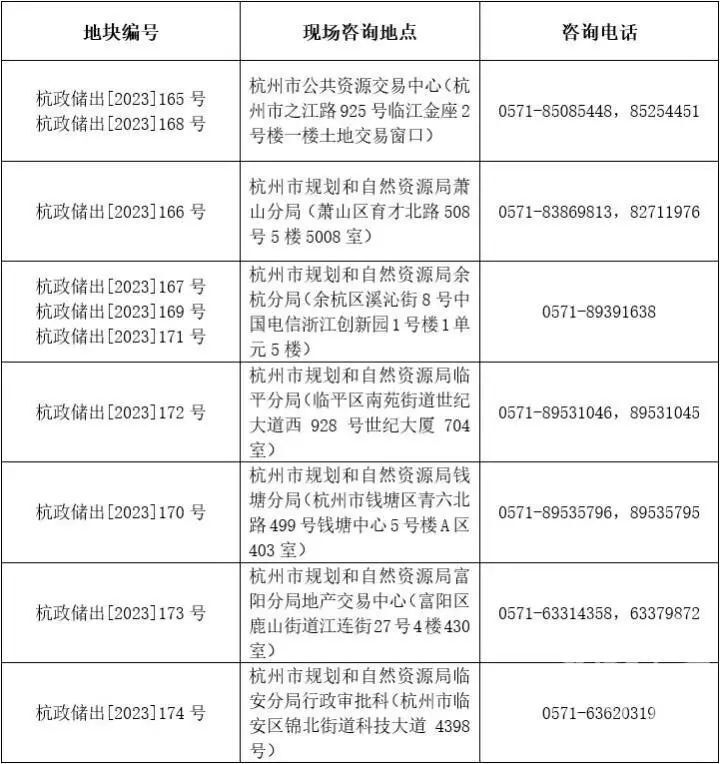 地块编号
现场咨询地点
咨询电话
杭政储出[2023]165 号
杭政储出[2023]168 号
杭州市公共资源交易中心(杭
州市之江路 925 号临江金座 2
号楼一楼土地交易窗口)
0571-85085448，85254451
杭政储出[2023]166 号
杭州市规划和自然资源局萧
山分局（萧山区育才北路 508
号 5 楼 5008 室）
0571-83869813，82711976
杭政储出[2023]167 号
杭政储出[2023]169 号
杭政储出[2023]171 号
杭州市规划和自然资源局余
杭分局(余杭区溪沁街 8 号中
国电信浙江创新园 1 号楼 1 单
元 5 楼）
0571-89391638
杭政储出[2023]172 号
杭州市规划和自然资源局临
平分局(临平区南苑街道世纪
大道西 928 号世纪大厦 704
室）
0571-89531046，89531045
杭政储出[2023]170 号
杭州市规划和自然资源局钱
塘分局(杭州市钱塘区青六北
路 499 号钱塘中心 5 号楼 A 区
403 室）
0571-89535796，89535795
杭政储出[2023]173 号
杭州市规划和自然资源局富
阳分局地产交易中心(富阳区
鹿山街道江连街 27 号 4 楼 430
室）
0571-63314358，63379872
杭政储出[2023]174 号
杭州市规划和自然资源局临
安分局行政审批科(杭州市临
安区锦北街道科技大道 4398
号）
0571-63620319